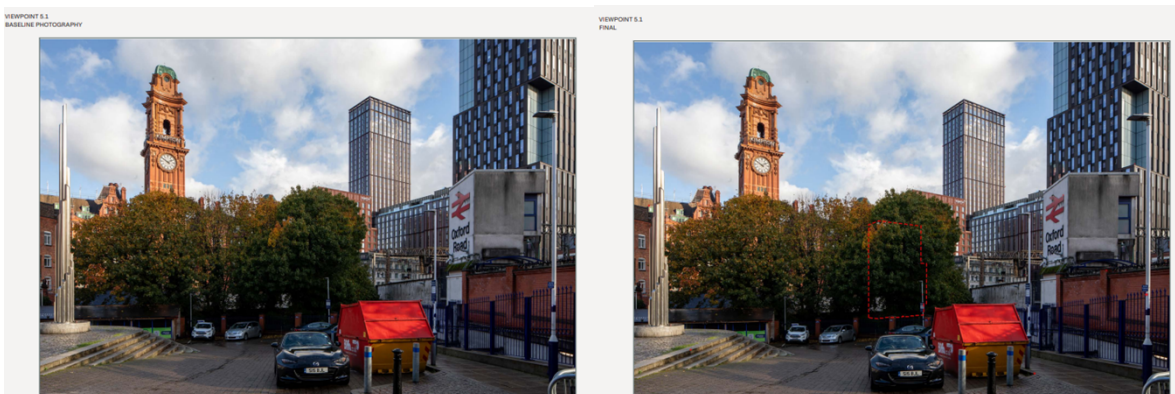 VIEWPOINT 5.1
BASELINE PHOTOGRAPHY
Oxford
Road
VIEWPOINT 5.1
FINAL
Oxford
Road